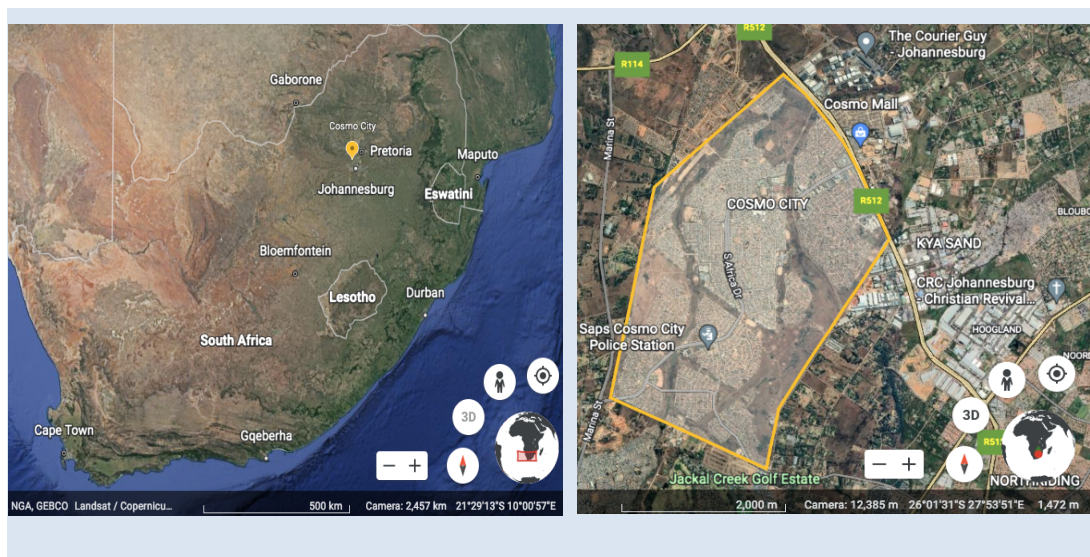 Gaborone
Cosmo City
Pretoria
Johannesburg
Maputo
Eswatini
Bloemfontein
Lesotho
Durban
South Africa
Cape Town
Gqeberha
3D
NGA, GEBCO Landsat / Copernicu...
500 km
Camera: 2,457 km 21°29'13"S 10°00'57"E
R512
The Courier Guy
- Johannesburg
R114
Cosmo Mall
Marina St
COSMO CITY
R512
KYA SAND
S Africa Dr
CRC Johannesburg
- Christian Revival...
HOOGLAND
Saps Cosmo City
Police Station
Marina St
3D
Jackal Creek Golf Estate
NORTHRIDING
2,000 m
Camera: 12,385 m 26°01'31"S 27°53'51"E
1,472 m